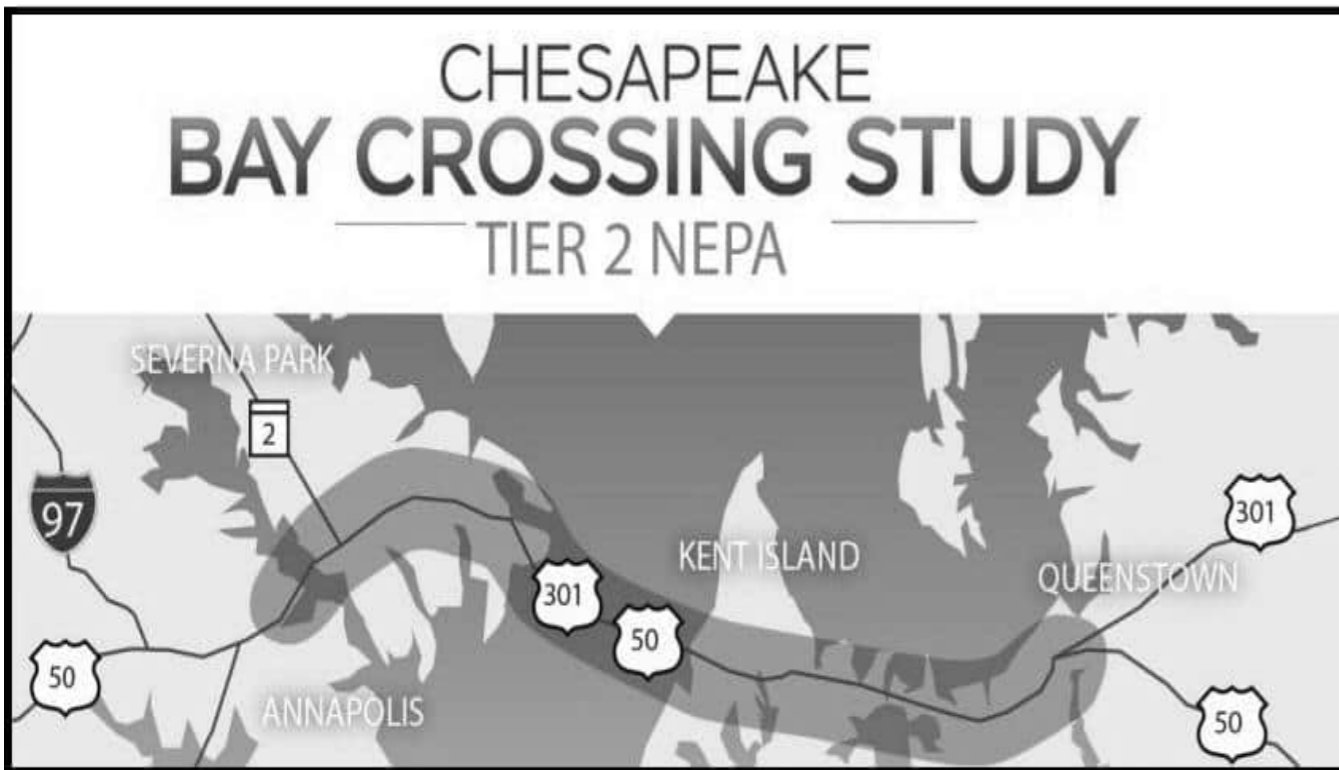 CHESAPEAKE
BAY CROSSING STUDY
TIER 2 NEPA
SEVERNA PARK
2
97
301
KENT ISLAND
QUEENSTOWN
301
50
50
ANNAPOLIS
50